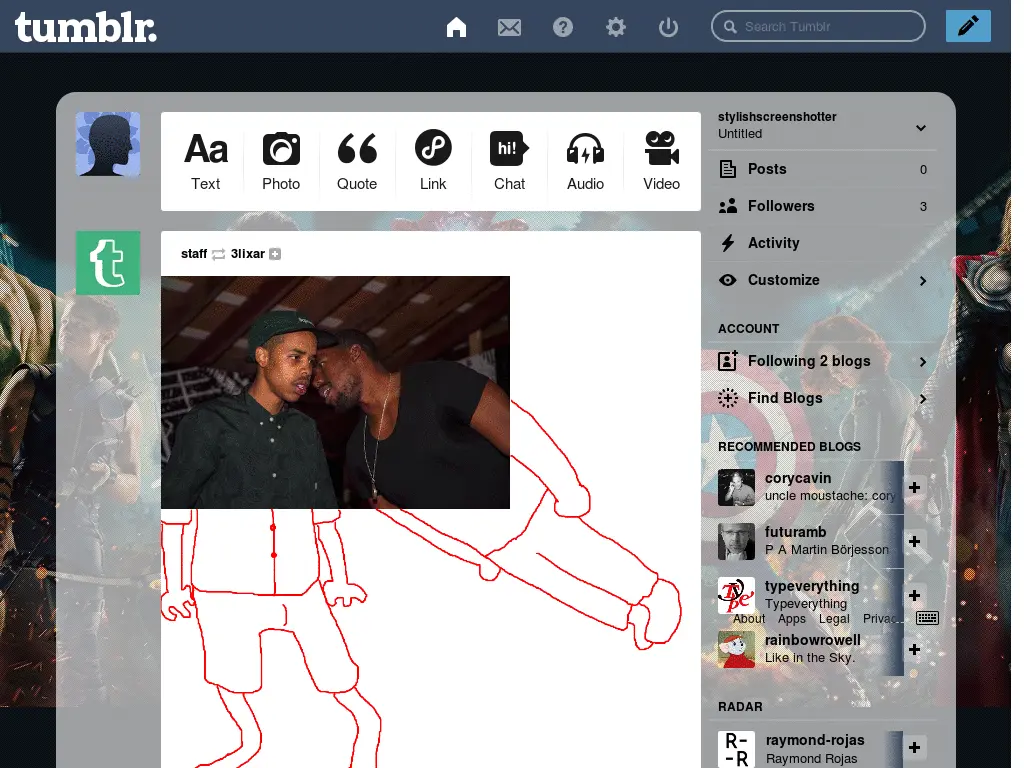 tumblr.
Search Tumblr
Aa
hi!
Text
Photo
Quote
Link
Chat
Audio
Video
staff
3lixar
stylishscreenshotter
Untitled
Posts 0
Followers 3
Activity
Customize
ACCOUNT
Following 2 blogs
Find Blogs
RECOMMENDED BLOGS
corycavin
uncle moustache: cory
futuramb
P A Martin Börjesson
typeverything
Typeverything
About Apps Legal Privac
rainbowrowell
Like in the Sky.
RADAR
R-
-R
raymond-rojas
Raymond Rojas